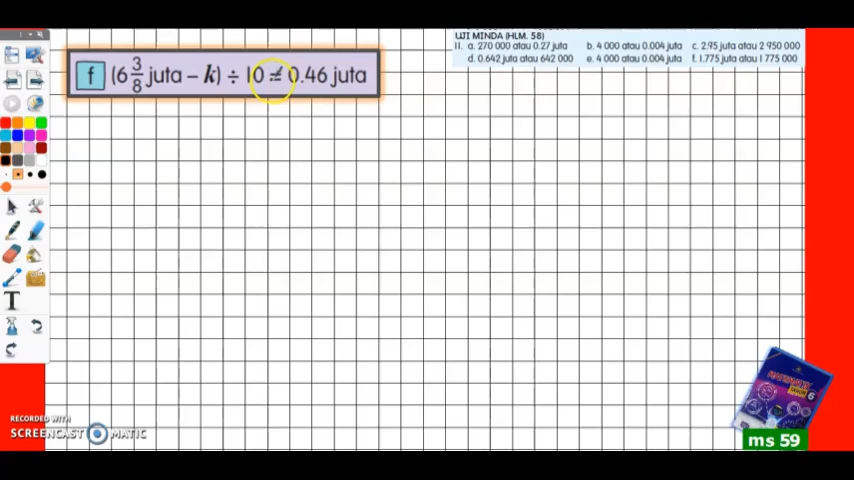 UJI MINDA (HLM. 58)
11. a. 270 000 atau 0.27 juta b. 4 000 atau 0.004 juta c. 2.95 juta atau 2 950 000
d. 0.642 juta atau 642 000 e. 4 000 atau 0.004 juta f. 1.775 juta atau 1 775 000
f (6 3/8 juta – k) ÷ 10 = 0.46 juta
T
MATEMATIK
6
RECORDED WITH
SCREENCAST MATIC
ms 59